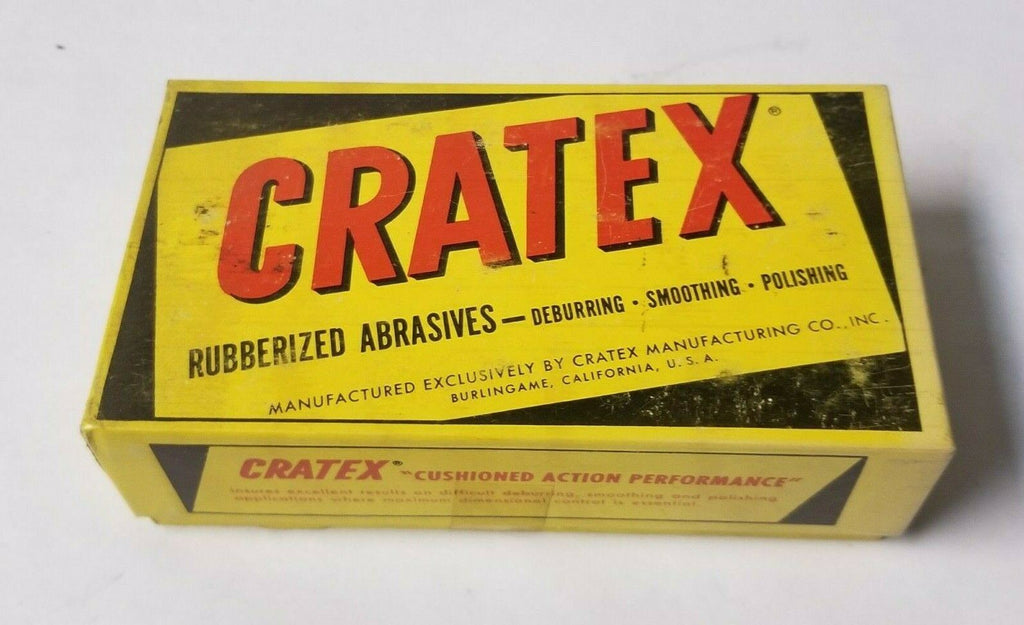 CRATEX®
RUBBERIZED ABRASIVES — DEBURRING · SMOOTHING · POLISHING
MANUFACTURED EXCLUSIVELY BY CRATEX MANUFACTURING CO., INC.
BURLINGAME, CALIFORNIA, U. S. A.
CRATEX® "CUSHIONED ACTION PERFORMANCE"
insures excellent results on difficult deburring, smoothing and polishing
applications where maximum dimensional control is essential.